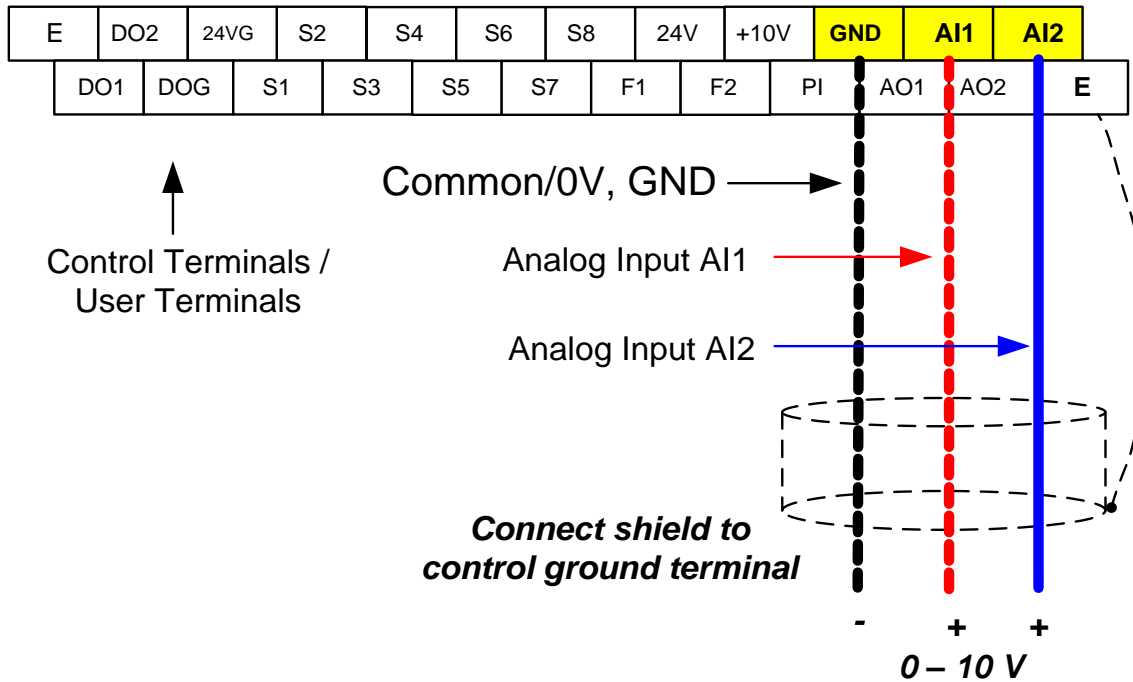 E DO2 24VG S2 S4 S6 S8 24V +10V GND AI1 AI2
DO1 DOG S1 S3 S5 S7 F1 F2 PI AO1 AO2 E
Common/0V, GND
Control Terminals /
User Terminals
Analog Input AI1
Analog Input AI2
Connect shield to
control ground terminal
- + +
0 – 10 V